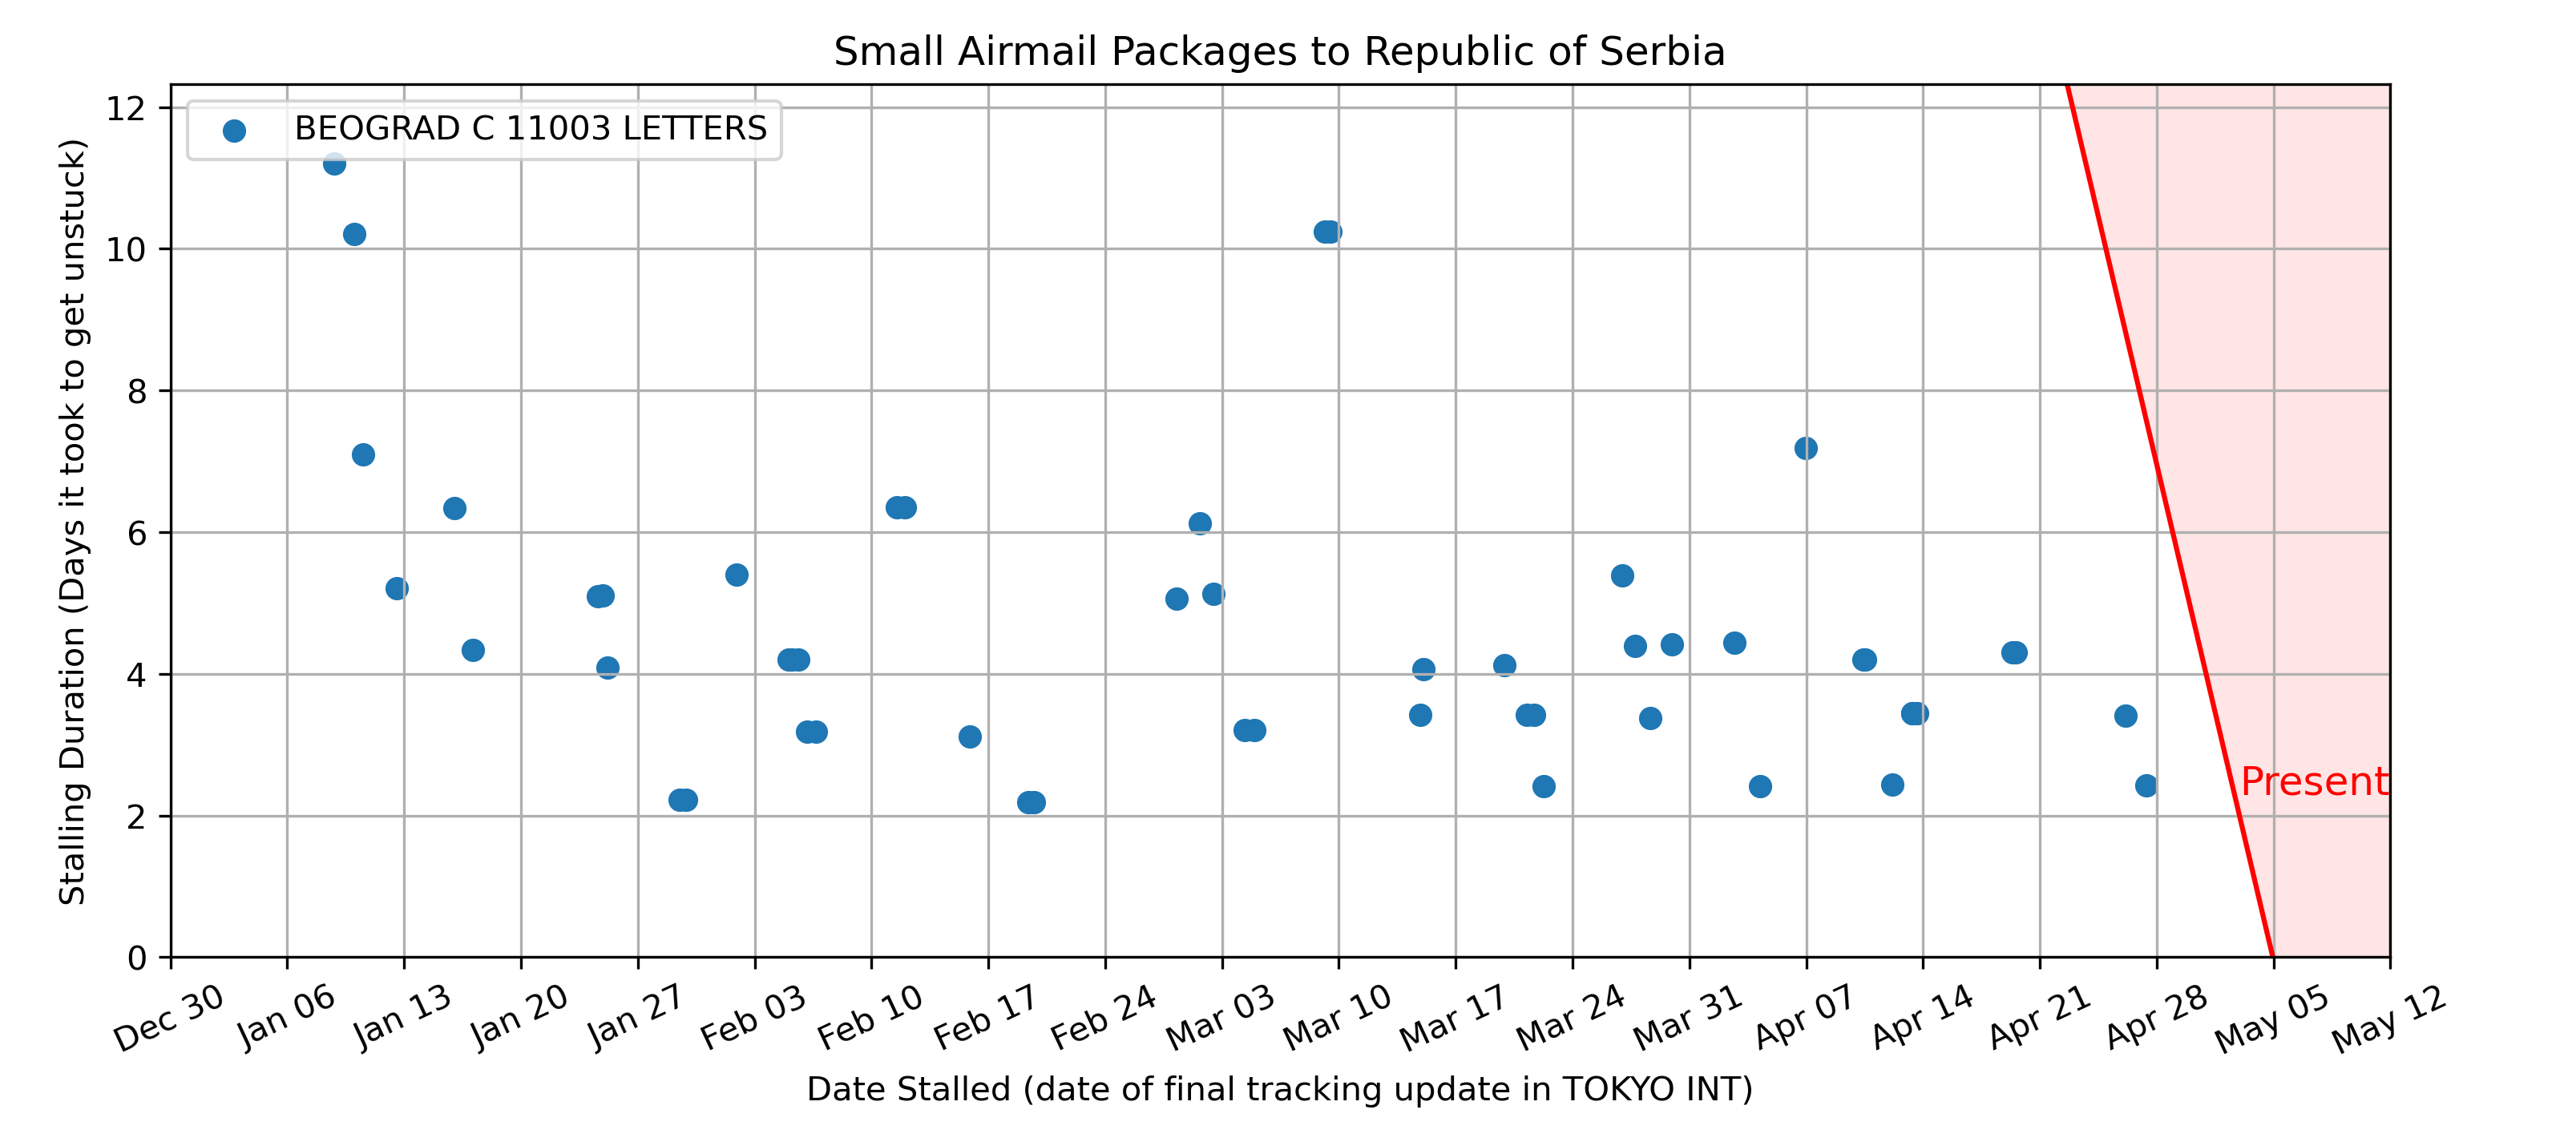 Small Airmail Packages to Republic of Serbia
BEOGRAD C 11003 LETTERS
Stalling Duration (Days it took to get unstuck)
12
10
8
6
4
2
0
Present
Dec 30
Jan 06
Jan 13
Jan 20
Jan 27
Feb 03
Feb 10
Feb 17
Feb 24
Mar 03
Mar 10
Mar 17
Mar 24
Mar 31
Apr 07
Apr 14
Apr 21
Apr 28
May 05
May 12
Date Stalled (date of final tracking update in TOKYO INT)